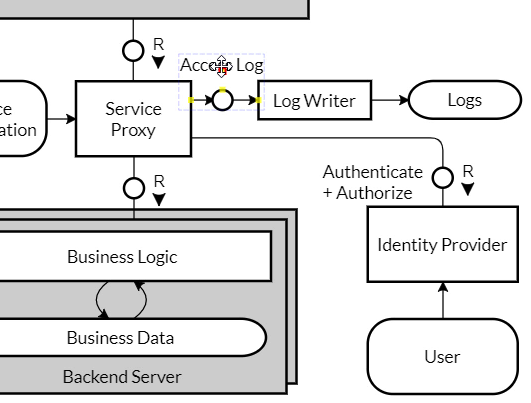 R
Log
Service
Proxy
Log Writer
Logs
ce
ation
R
Authenticate
+ Authorize
R
Business Logic
Identity Provider
Business Data
User
Backend Server